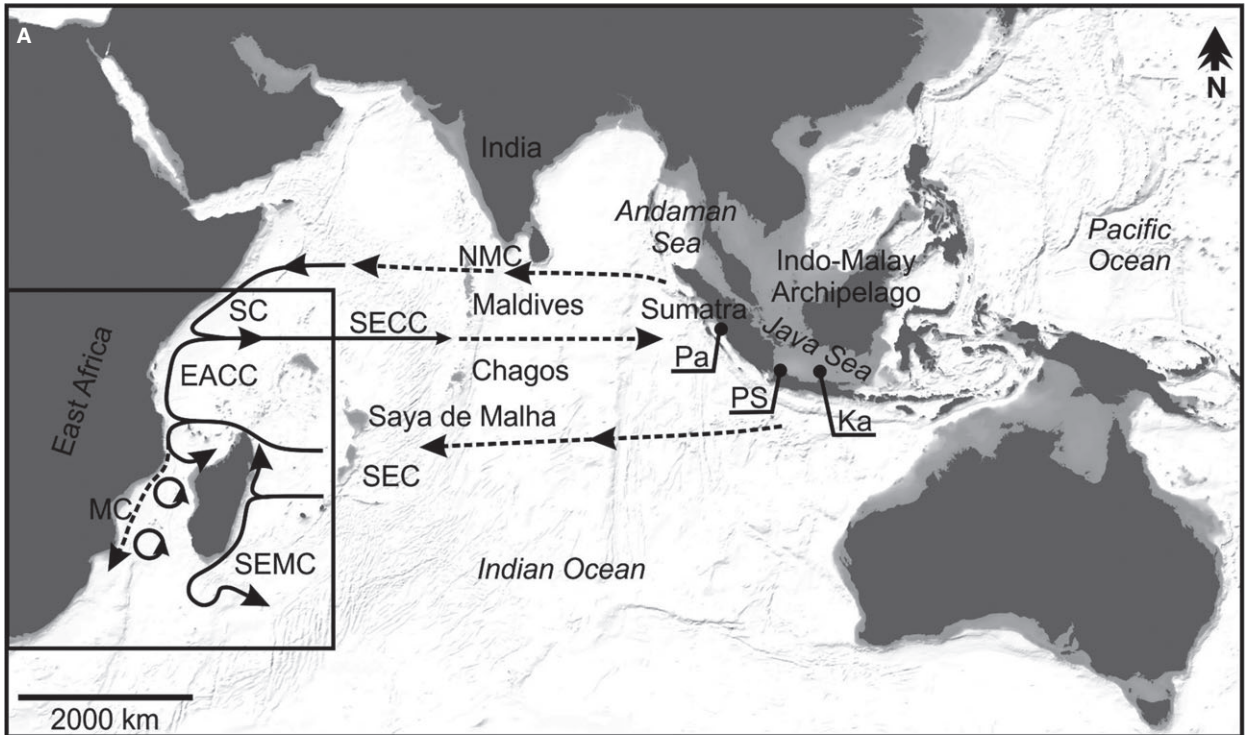 A
N
India
Andaman
Sea
Pacific
Ocean
NMC
Indo-Malay
Archipelago
Maldives
Sumatra
SC
SECC
Java Sea
Pa
EACC
Chagos
PS
East Africa
Saya de Malha
Ka
SEC
MC
SEMC
Indian Ocean
2000 km